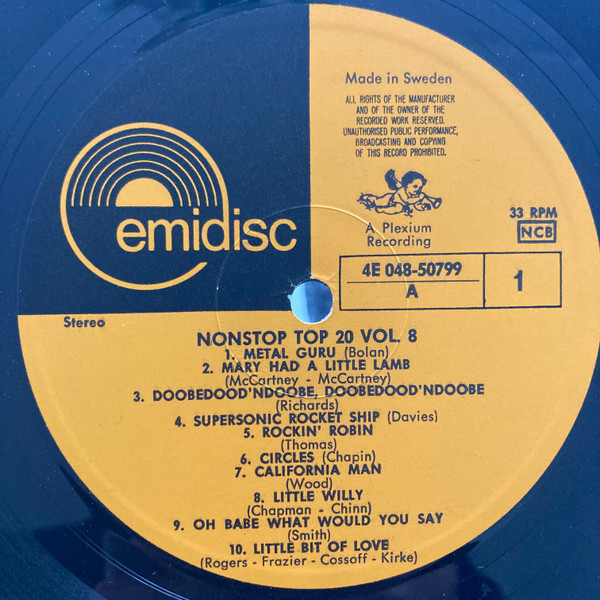 Made in Sweden
ALL RIGHTS OF THE MANUFACTURER
AND OF THE OWNER OF THE
RECORDED WORK RESERVED.
UNAUTHORISED PUBLIC PERFORMANCE,
BROADCASTING AND COPYING
OF THIS RECORD PROHIBITED.
emidisc
A Plexium
Recording
33 RPM
NCB
4E 048-50799
A
1
Stereo
NONSTOP TOP 20 VOL. 8
1. METAL GURU (Bolan)
2. MARY HAD A LITTLE LAMB
(McCartney - McCartney)
3. DOOBEDOOD'NDOOBE, DOOBEDOOD'NDOOBE
(Richards)
4. SUPERSONIC ROCKET SHIP (Davies)
5. ROCKIN' ROBIN
(Thomas)
6. CIRCLES (Chapin)
7. CALIFORNIA MAN
(Wood)
8. LITTLE WILLY
(Chapman - Chinn)
9. OH BABE WHAT WOULD YOU SAY
(Smith)
10. LITTLE BIT OF LOVE
(Rogers - Frazier - Cossoff - Kirke)